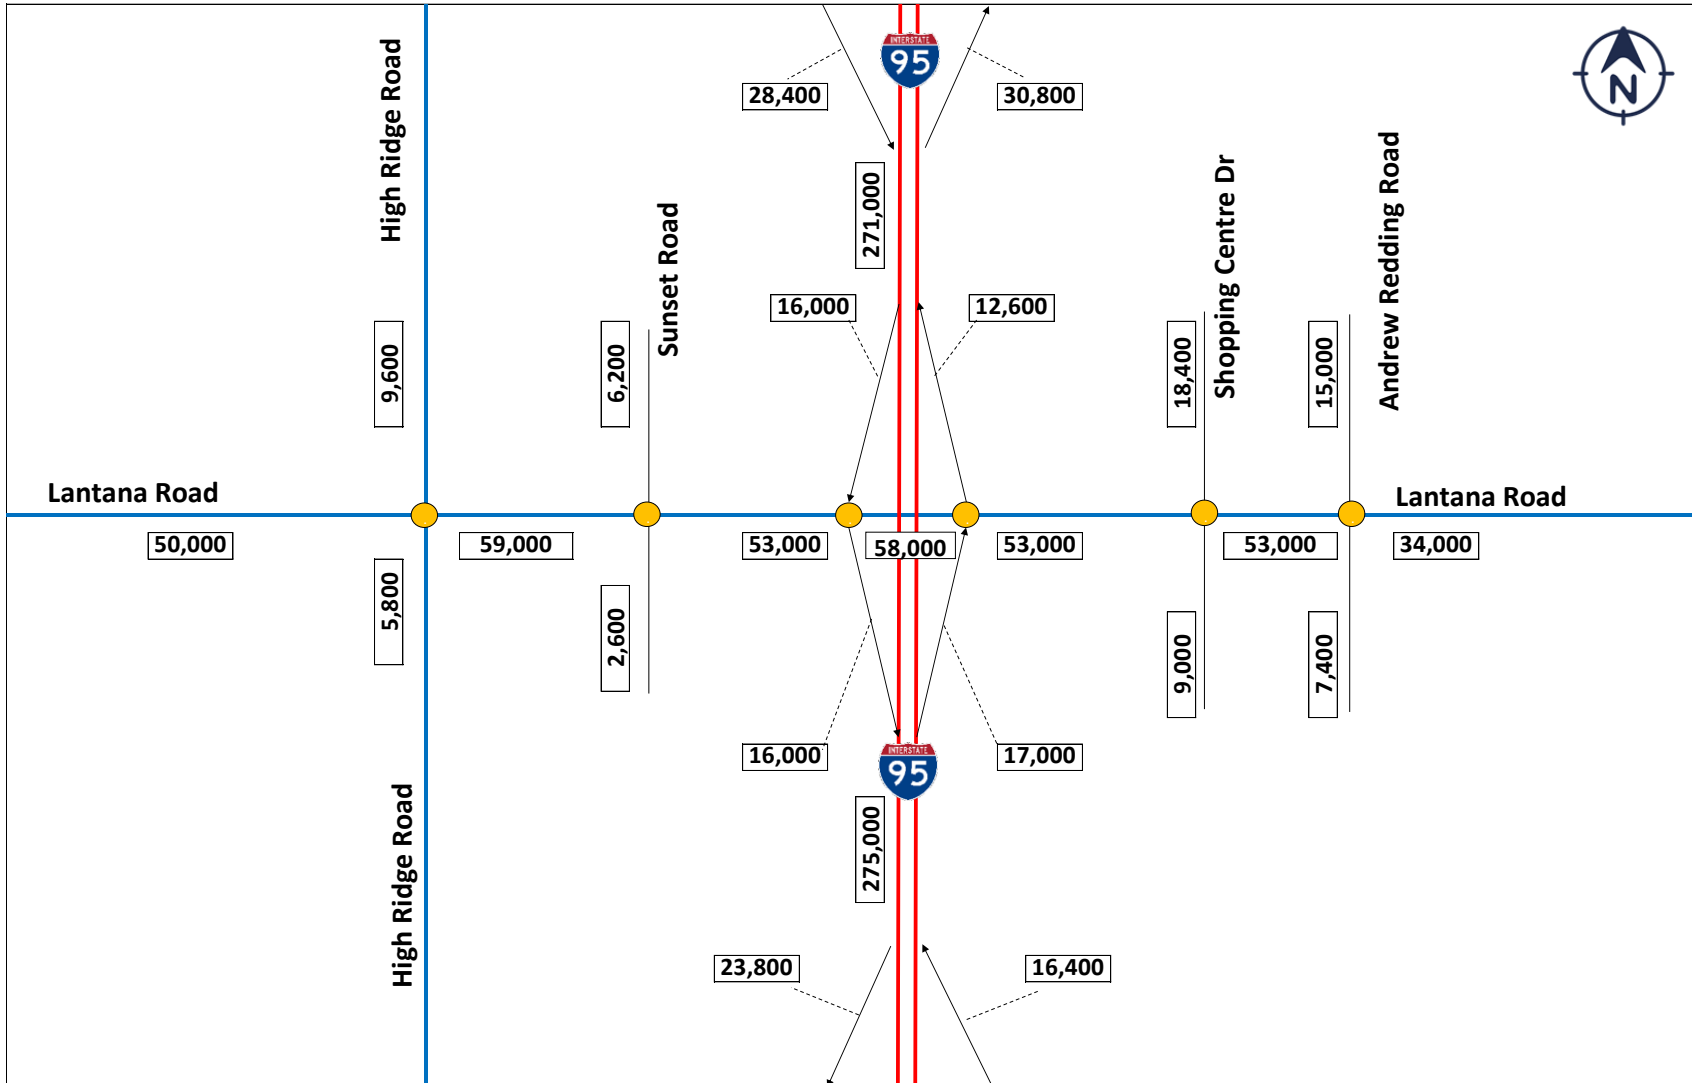 INTERSTATE
95
N
28,400
30,800
High Ridge Road
271,000
Shopping Centre Dr
Andrew Redding Road
Sunset Road
16,000
12,600
9,600
6,200
18,400
15,000
Lantana Road
Lantana Road
50,000
59,000
53,000
58,000
53,000
53,000
34,000
5,800
2,600
9,000
7,400
16,000
INTERSTATE
95
17,000
High Ridge Road
275,000
23,800
16,400